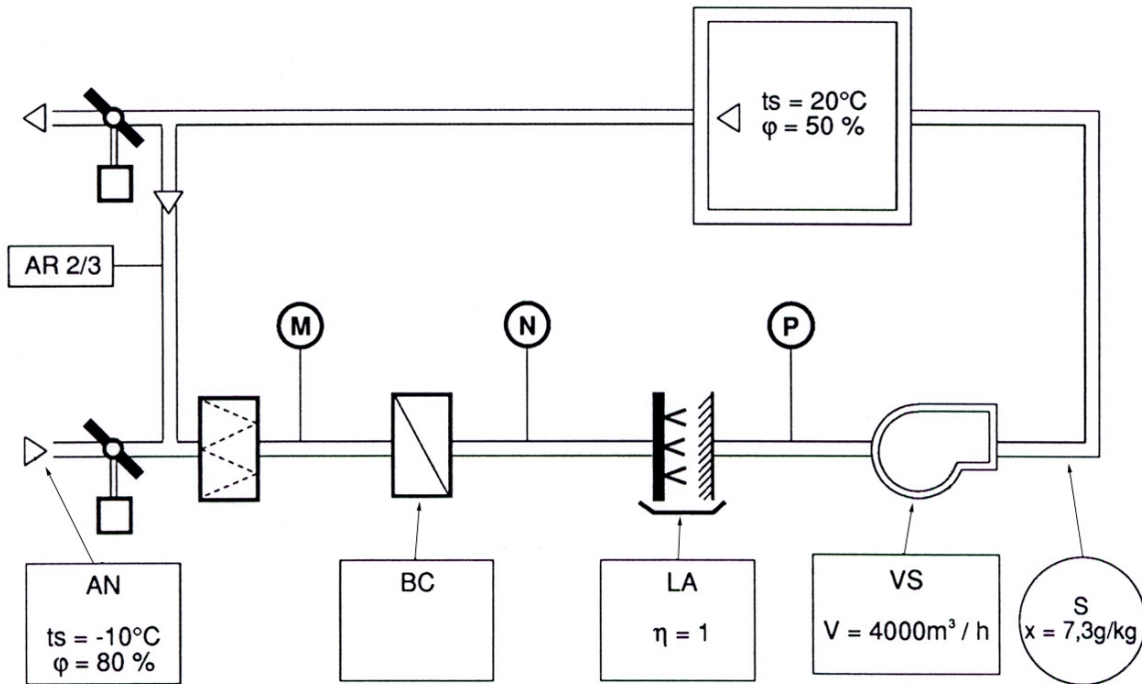 ts = 20°C
φ = 50 %
AR 2/3
M
N
P
AN
ts = -10°C
φ = 80 %
BC
LA
η = 1
VS
V = 4000m³ / h
S
x = 7,3g/kg